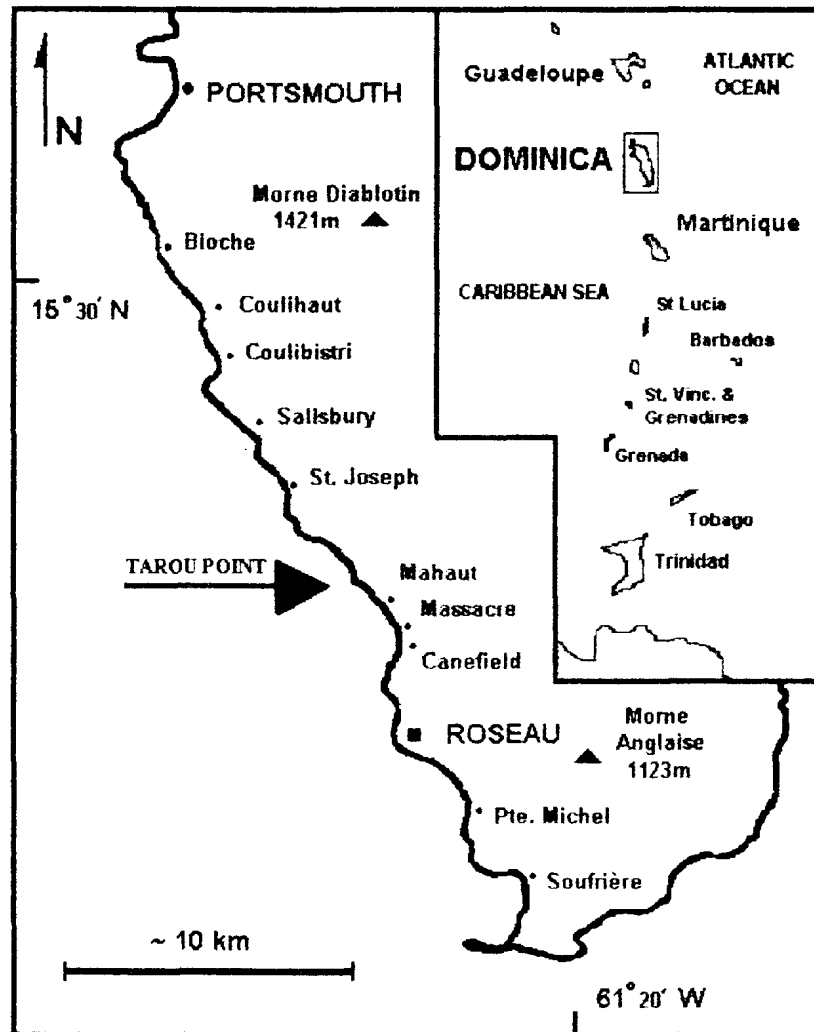 N
PORTSMOUTH
Morne Diablotin
1421m
Bioche
15°30' N
Coulihaut
Coulibistri
Salisbury
St. Joseph
TAROU POINT
Mahaut
Massacre
Canefield
ROSEAU
Morne
Anglaise
1123m
Pte. Michel
Soufrière
~ 10 km
61°20' W
Guadeloupe
ATLANTIC
OCEAN
DOMINICA
Martinique
CARIBBEAN SEA
St Lucia
Barbados
St. Vinc. &
Grenadines
Grenada
Tobago
Trinidad